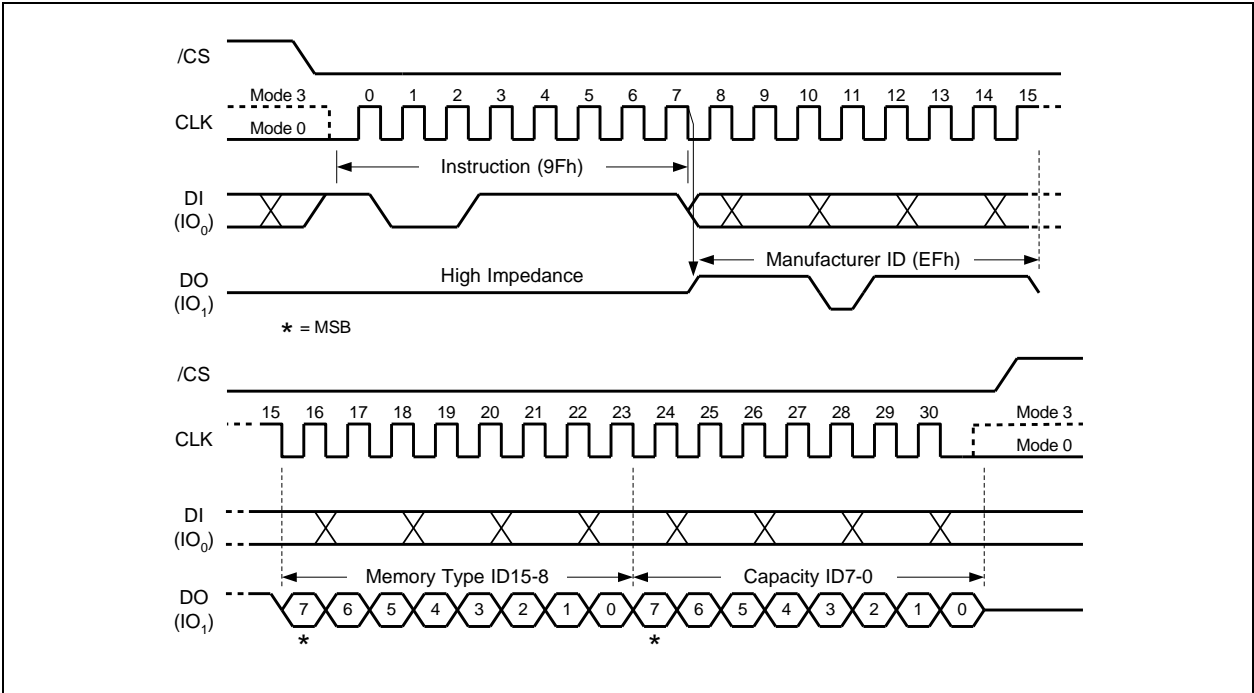 /CS
Mode 3 0 1 2 3 4 5 6 7 8 9 10 11 12 13 14 15
CLK
Mode 0
Instruction (9Fh)
DI
(IO0)
Manufacturer ID (EFh)
High Impedance
DO
(IO1)
* = MSB
/CS
15 16 17 18 19 20 21 22 23 24 25 26 27 28 29 30 Mode 3
CLK
Mode 0
DI
(IO0)
Memory Type ID15-8 Capacity ID7-0
DO
(IO1)
7 6 5 4 3 2 1 0 7 6 5 4 3 2 1 0
* *